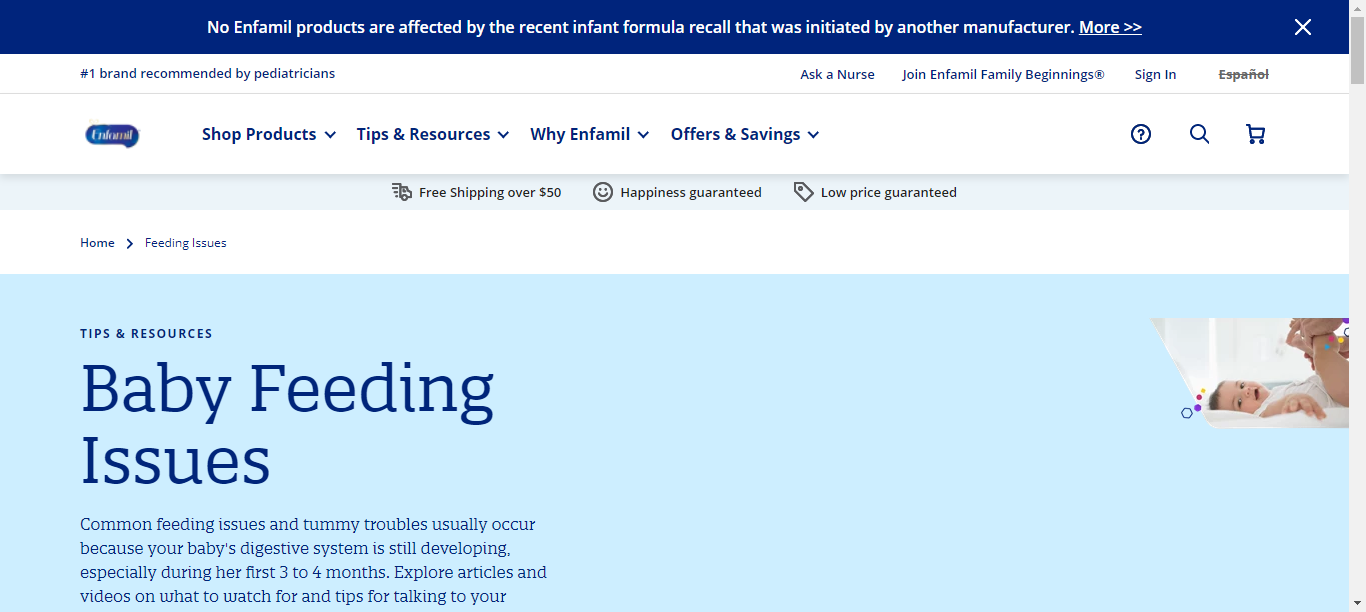 No Enfamil products are affected by the recent infant formula recall that was initiated by another manufacturer. More >>
#1 brand recommended by pediatricians
Ask a Nurse
Join Enfamil Family Beginnings®
Sign In
Español
Enfamil
Shop Products
Tips & Resources
Why Enfamil
Offers & Savings
Free Shipping over $50
Happiness guaranteed
Low price guaranteed
Home
Feeding Issues
TIPS & RESOURCES
Baby Feeding
Issues
Common feeding issues and tummy troubles usually occur
because your baby's digestive system is still developing,
especially during her first 3 to 4 months. Explore articles and
videos on what to watch for and tips for talking to your